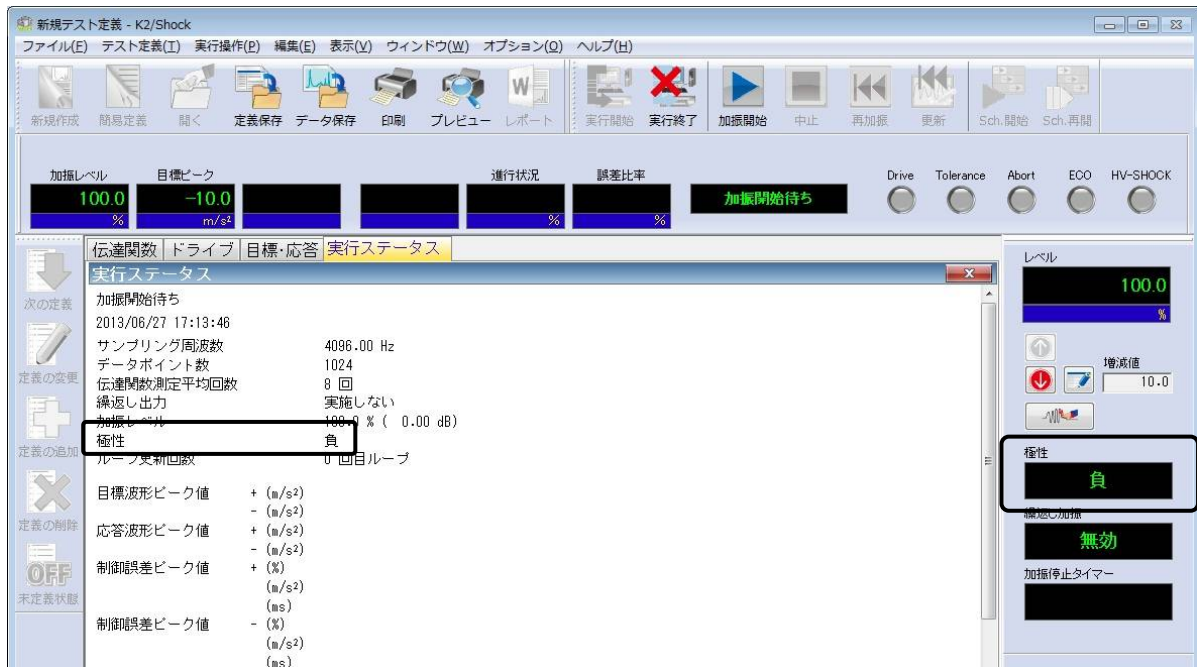 新規テスト定義 - K2/Shock
ファイル(F) テスト定義(T) 実行操作(P) 編集(E) 表示(V) ウィンドウ(W) オプション(O) ヘルプ(H)
新規作成 簡易定義 開く 定義保存 データ保存 印刷 プレビュー レポート 実行開始 実行終了 加振開始 中止 再加振 更新 Sch.開始 Sch.再開
加振レベル 目標ピーク 進行状況 誤差比率 Drive Tolerance Abort ECO HV-SHOCK
100.0 -10.0 加振開始待ち
% m/s² % %
伝達関数 ドライブ 目標・応答 実行ステータス
実行ステータス
加振開始待ち
2013/06/27 17:13:46
サンプリング周波数 4096.00 Hz
データポイント数 1024
伝達関数測定平均回数 8 回
繰返し出力 実施しない
加振レベル 100.0 % ( 0.00 dB)
極性 負
ループ更新回数 0 回目ループ
目標波形ピーク値 + (m/s²)
- (m/s²)
応答波形ピーク値 + (m/s²)
- (m/s²)
制御誤差ピーク値 + (%)
(m/s²)
(ms)
制御誤差ピーク値 - (%)
(m/s²)
(ms)
次の定義
定義の変更
定義の追加
定義の削除
OFF
未定義状態
レベル
100.0
%
増減値
10.0
極性
負
繰返し加振
無効
加振停止タイマー